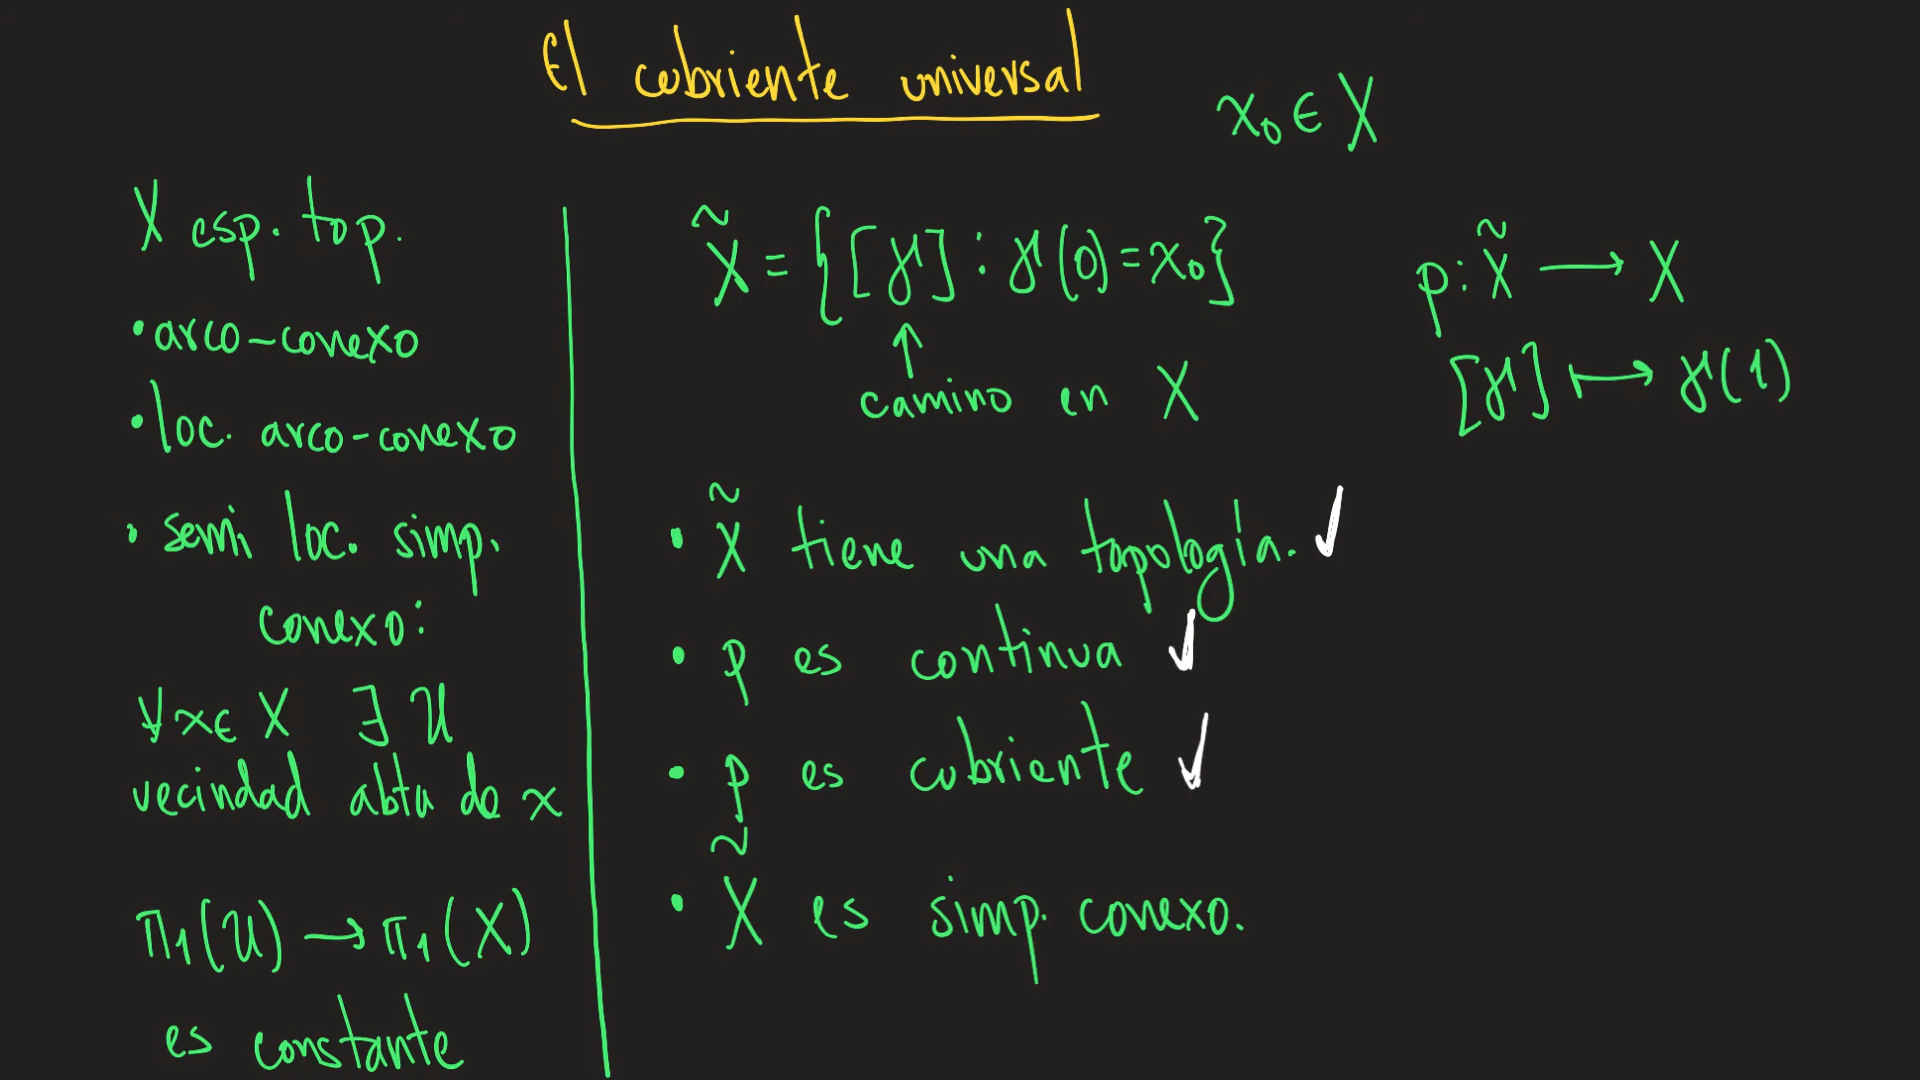 El cubriente universal
x₀ ∈ X
X esp. top.
• arco-conexo
• loc. arco-conexo
• semi loc. simp.
conexo:
∀ x ∈ X ∃ U
vecindad abta de x
π₁(U) → π₁(X)
es constante
X̃ = {[γ] : γ(0) = x₀}
↑
camino en X
p: X̃ → X
[γ] ↦ γ(1)
• X̃ tiene una topología. ✓
• p es continua ✓
• p es cubriente ✓
• X̃ es simp. conexo.